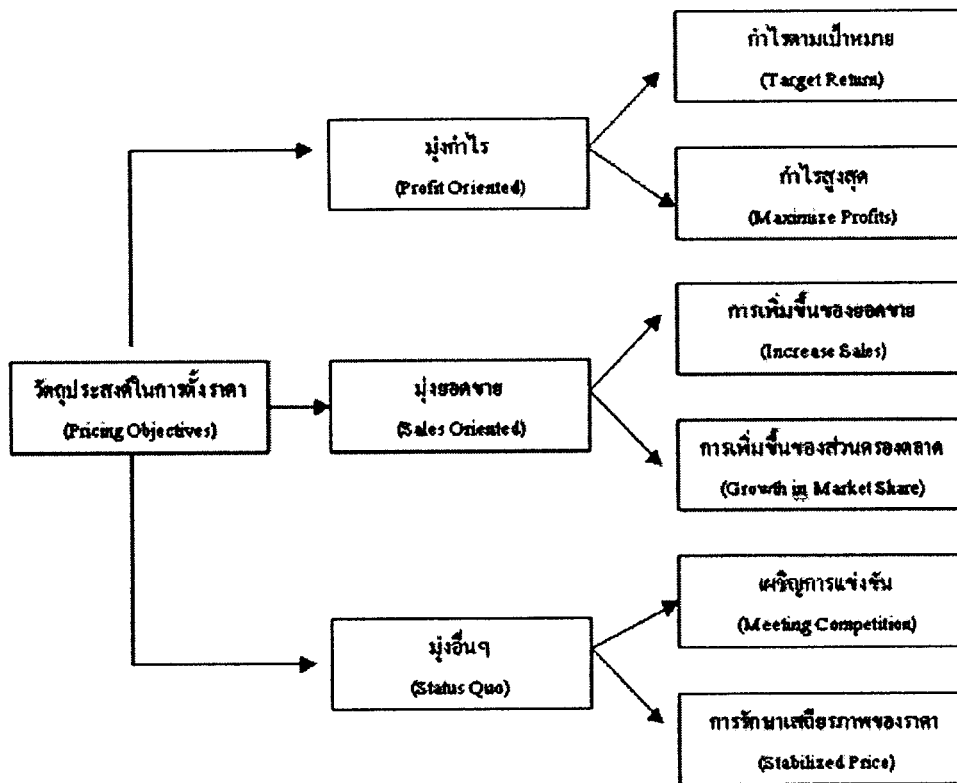 กำไรตามเป้าหมาย
(Target Return)
มุ่งกำไร
(Profit Oriented)
กำไรสูงสุด
(Maximize Profits)
การเพิ่มขึ้นของยอดขาย
(Increase Sales)
วัตถุประสงค์ในการตั้งราคา
(Pricing Objectives)
มุ่งยอดขาย
(Sales Oriented)
การเพิ่มขึ้นของส่วนครองตลาด
(Growth in Market Share)
เผชิญการแข่งขัน
(Meeting Competition)
มุ่งอื่นๆ
(Status Quo)
การรักษาเสถียรภาพของราคา
(Stabilized Price)